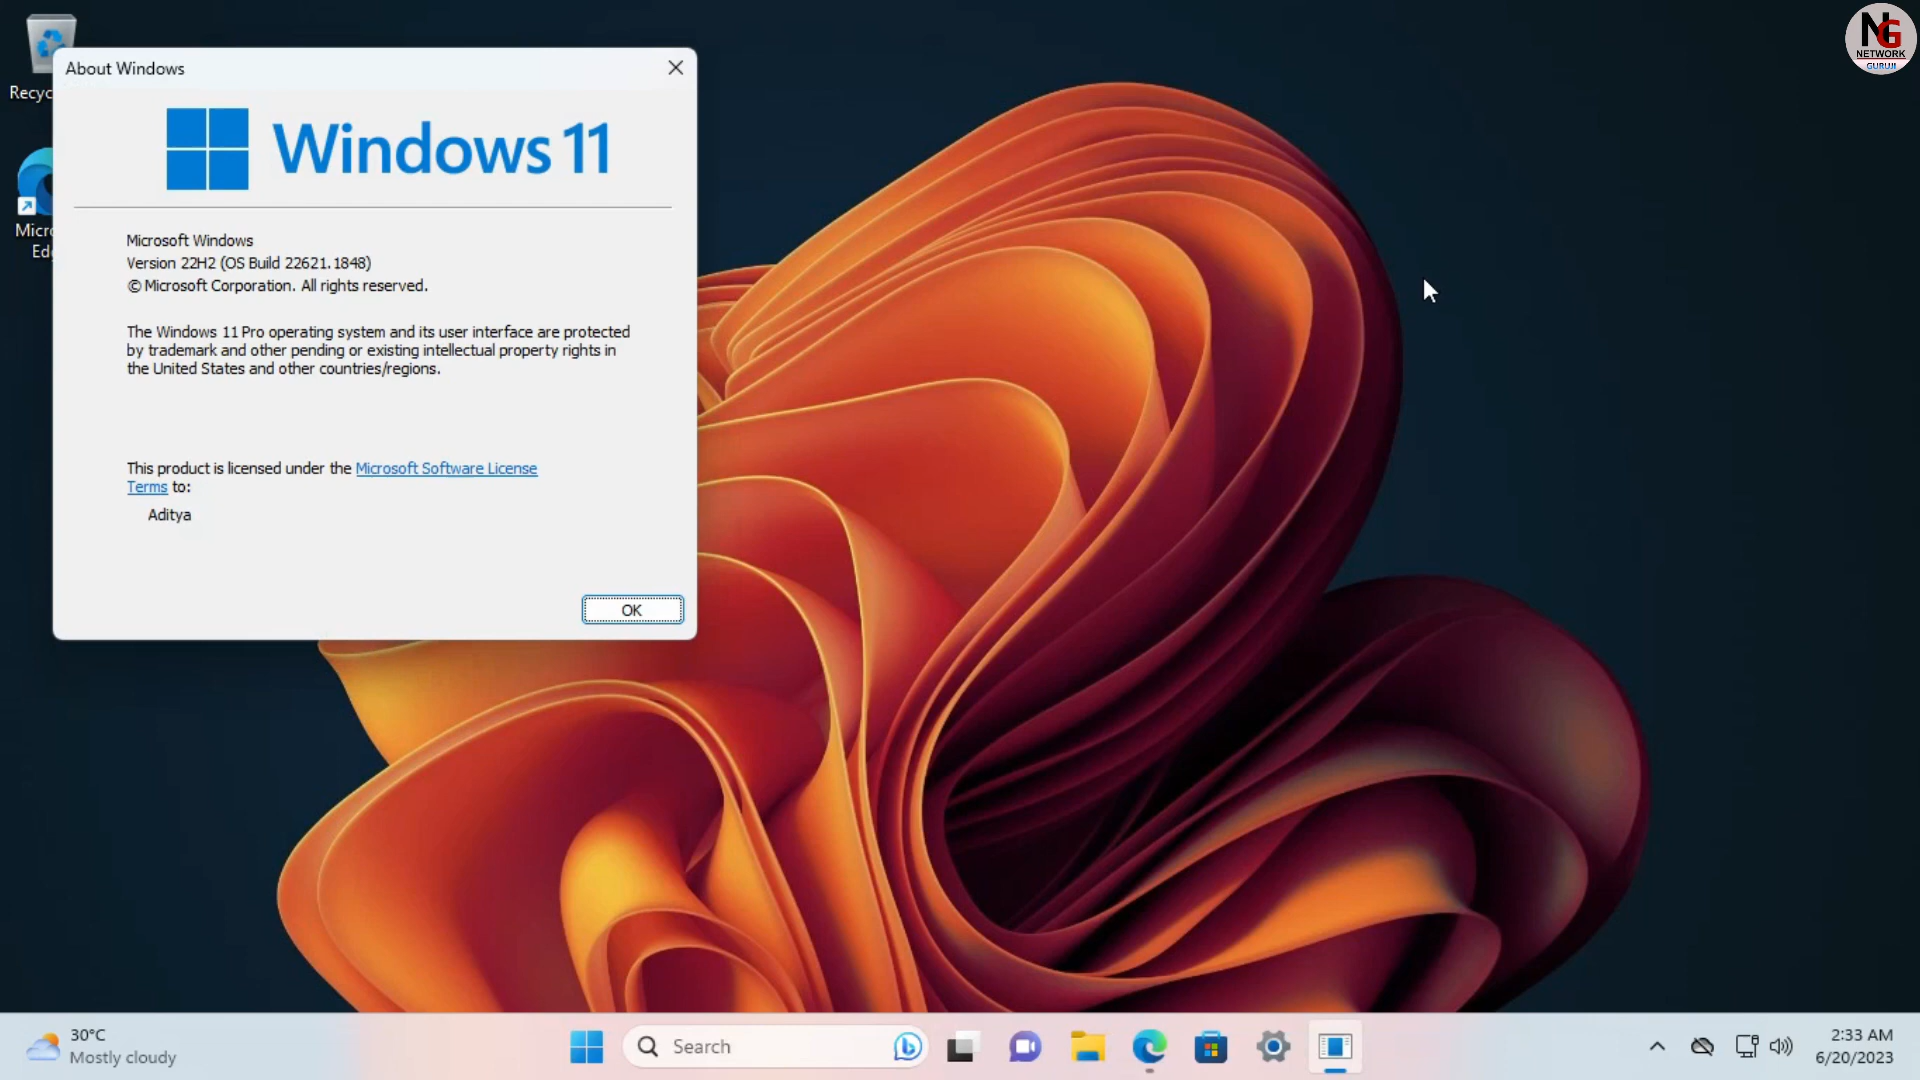 NG
NETWORK
GURUJI
Recyc
About Windows
Windows 11
Micro
Ed
Microsoft Windows
Version 22H2 (OS Build 22621.1848)
© Microsoft Corporation. All rights reserved.
The Windows 11 Pro operating system and its user interface are protected
by trademark and other pending or existing intellectual property rights in
the United States and other countries/regions.
This product is licensed under the Microsoft Software License
Terms to:
Aditya
OK
30°C
Mostly cloudy
Search
2:33 AM
6/20/2023